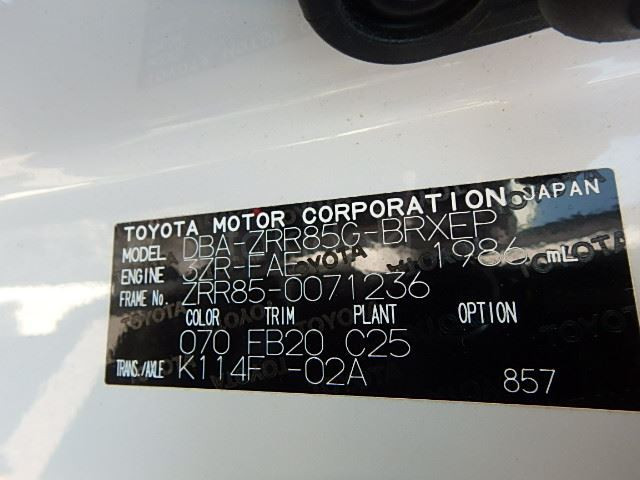 TOYOTA MOTOR CORPORATION JAPAN
MODEL DBA-ZRR85G-BRXEP
ENGINE 3ZR-FAE 1986 mL
FRAME No. ZRR85-0071236
COLOR TRIM PLANT OPTION
070 FB20 C25
TRANS./AXLE K114F -02A 857